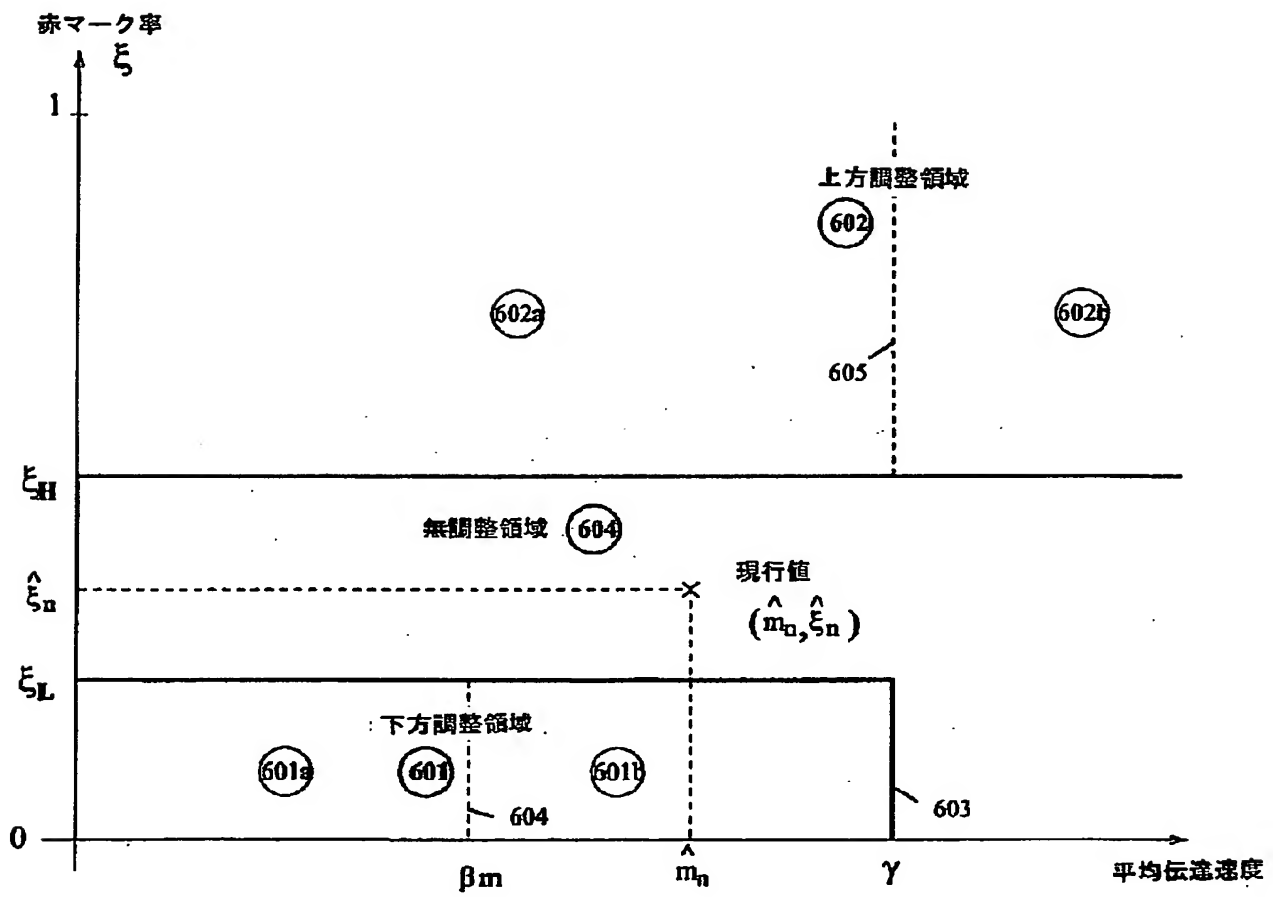 赤マーク率
ξ
1
上方調整領域
602
602a
602b
605
ξH
無調整領域 604
現行値
ξ̂n
(m̂n,ξ̂n)
ξL
下方調整領域
601a
601
601b
604
603
0
βm
m̂n
γ
平均伝達速度